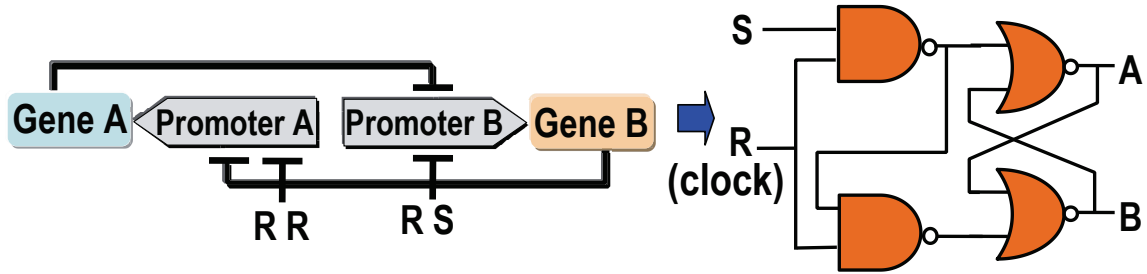 Gene A
Promoter A
Promoter B
Gene B
R R
R S
S
R
(clock)
A
B